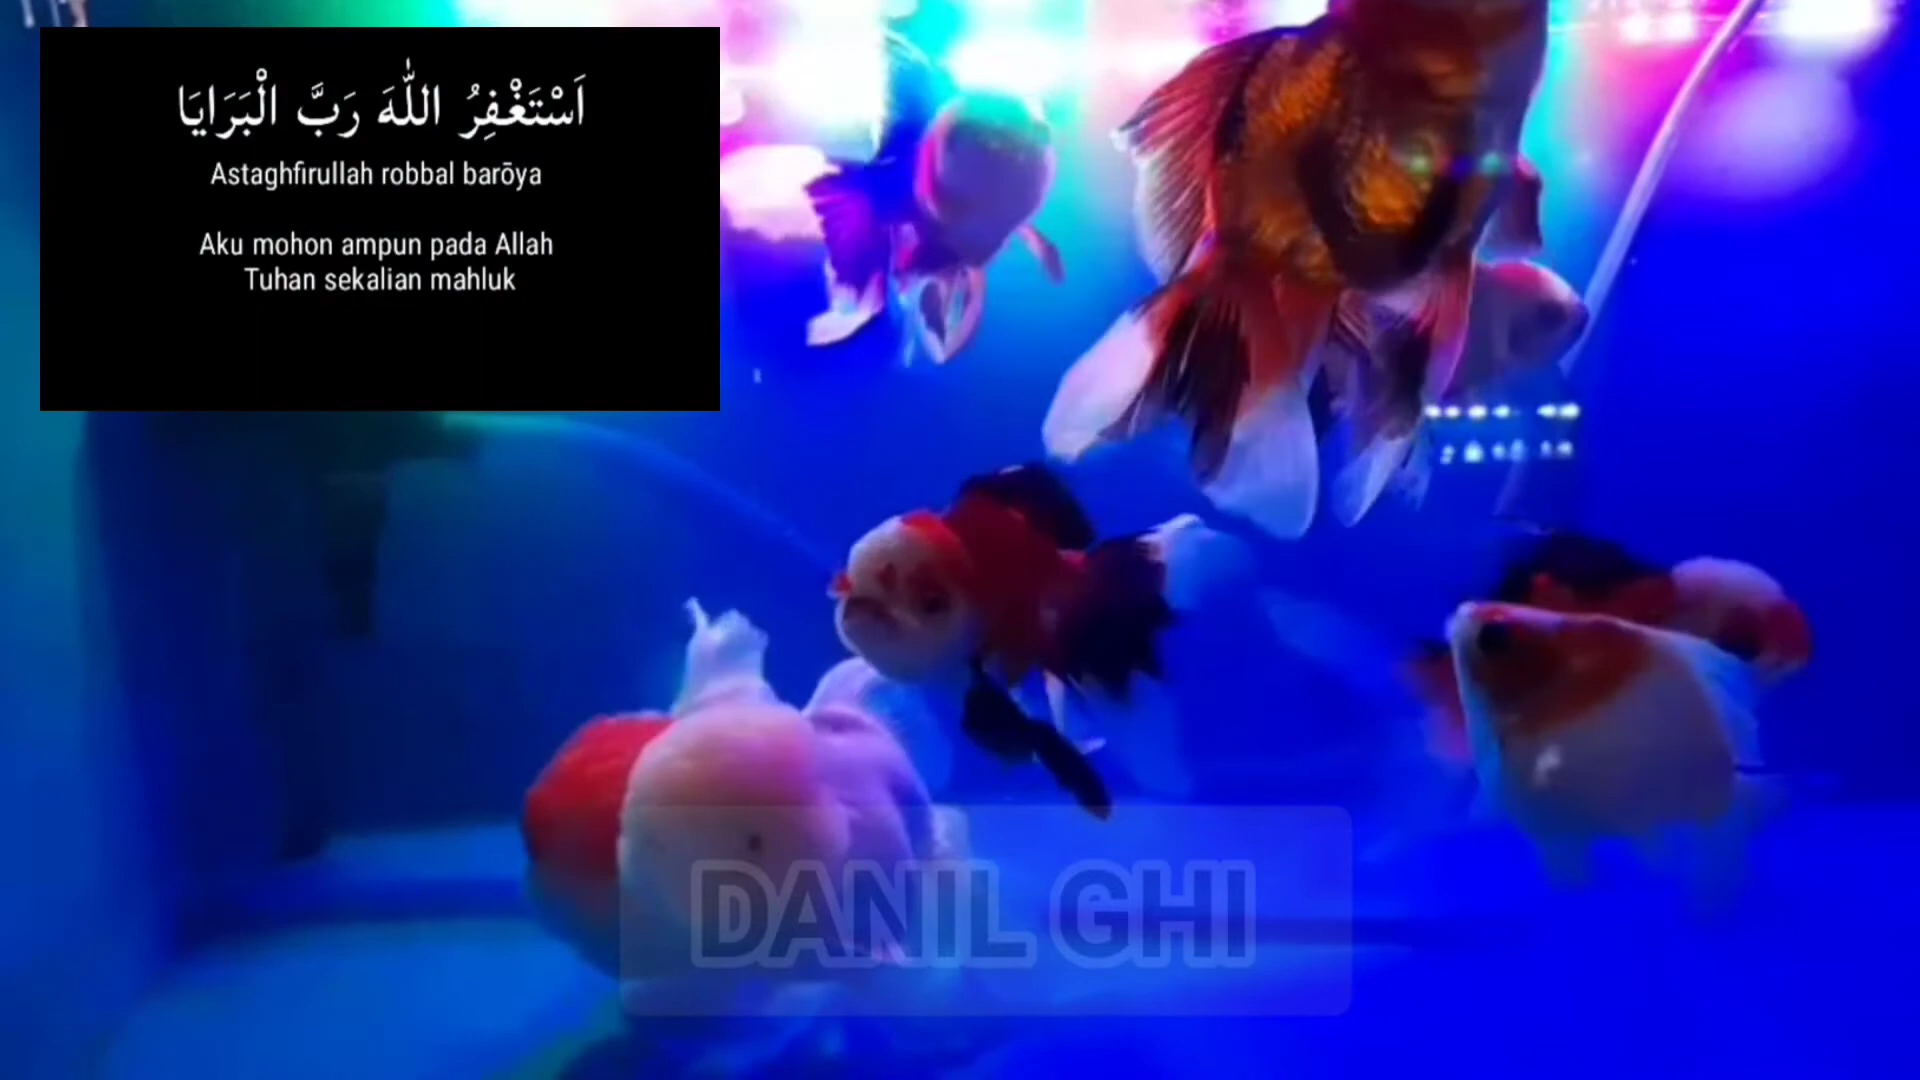 اَسْتَغْفِرُ اللّٰهَ رَبَّ الْبَرَايَا
Astaghfirullah robbal barōya
Aku mohon ampun pada Allah
Tuhan sekalian mahluk
DANIL GHI